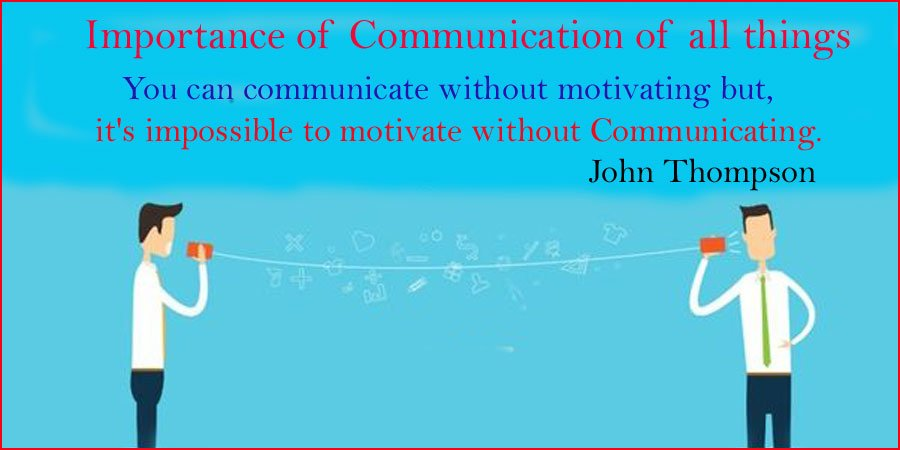 Importance of Communication of all things
You can communicate without motivating but,
it's impossible to motivate without Communicating.
John Thompson